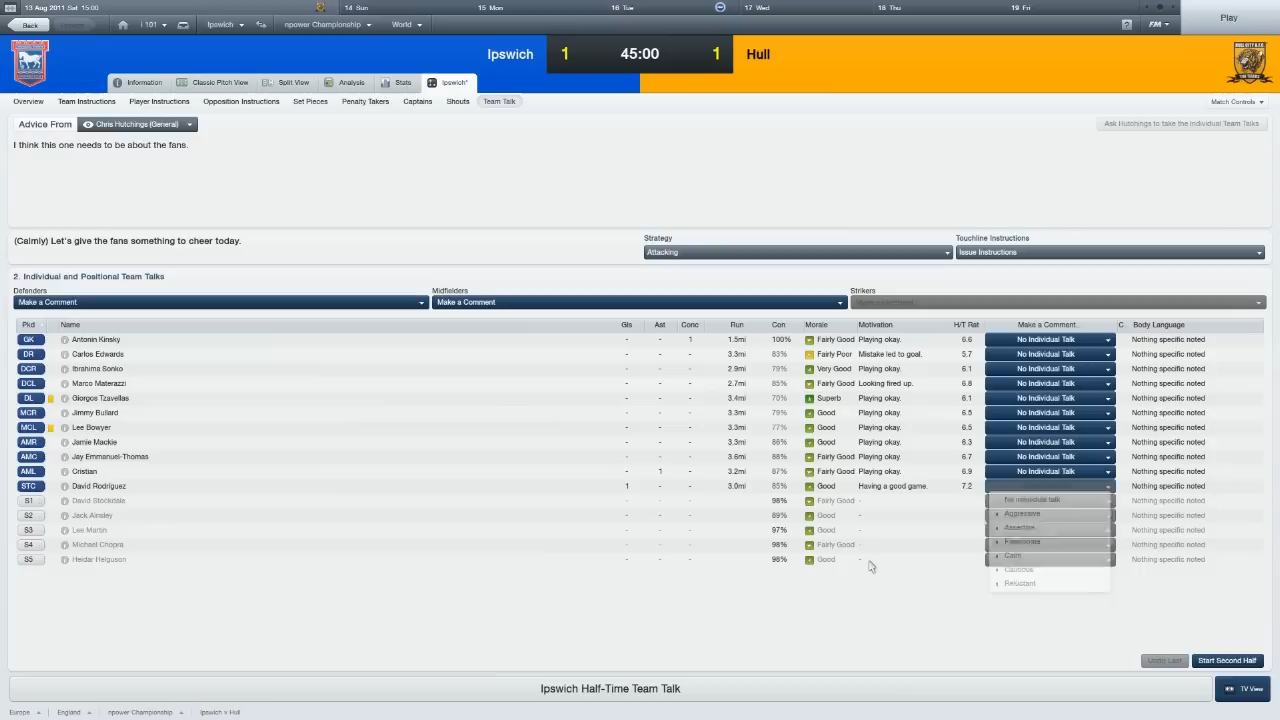 13 Aug 2011 Sat 15:00 14 Sun 15 Mon 16 Tue 17 Wed 18 Thu 19 Fri
Back i 101 Ipswich npower Championship World ? FM Play
Ipswich 1 45:00 1 Hull
Information Classic Pitch View Split View Analysis Stats Ipswich*
Overview Team Instructions Player Instructions Opposition Instructions Set Pieces Penalty Takers Captains Shouts Team Talk Match Controls
Advice From Chris Hutchings (General) Ask Hutchings to take the Individual Team Talks
I think this one needs to be about the fans.
(Calmly) Let's give the fans something to cheer today.
Strategy Touchline Instructions
Attacking Issue Instructions
2. Individual and Positional Team Talks
Defenders Midfielders Strikers
Make a Comment Make a Comment
Pkd Name Gls Ast Conc Run Con Morale Motivation H/T Rat Make a Comment... C Body Language
GK Antonin Kinsky - - 1 1.5mi 100% Fairly Good Playing okay. 6.6 No Individual Talk Nothing specific noted
DR Carlos Edwards - - - 3.3mi 83% Fairly Poor Mistake led to goal. 5.7 No Individual Talk Nothing specific noted
DCR Ibrahima Sonko - - - 2.9mi 79% Very Good Playing okay. 6.1 No Individual Talk Nothing specific noted
DCL Marco Materazzi - - - 2.7mi 85% Fairly Good Looking fired up. 6.8 No Individual Talk Nothing specific noted
DL Giorgos Tzavellas - - - 3.4mi 70% Superb Playing okay. 6.1 No Individual Talk Nothing specific noted
MCR Jimmy Bullard - - - 3.3mi 79% Good Playing okay. 6.5 No Individual Talk Nothing specific noted
MCL Lee Bowyer - - - 3.3mi 77% Good Playing okay. 6.5 No Individual Talk Nothing specific noted
AMR Jamie Mackie - - - 3.3mi 86% Good Playing okay. 6.3 No Individual Talk Nothing specific noted
AMC Jay Emmanuel-Thomas - - - 3.6mi 88% Fairly Good Playing okay. 6.7 No Individual Talk Nothing specific noted
AML Cristian - 1 - 3.2mi 87% Fairly Good Playing okay. 6.9 No Individual Talk Nothing specific noted
STC David Rodríguez 1 - - 3.0mi 85% Good Having a good game. 7.2 Nothing specific noted
S1 David Stockdale - - - 98% Fairly Good - No individual talk Nothing specific noted
S2 Jack Ainsley - - - 89% Good - Aggressive Nothing specific noted
S3 Lee Martin - - - 97% Good - Assertive Nothing specific noted
S4 Michael Chopra - - - 98% Fairly Good - Passionate Nothing specific noted
S5 Heidar Helguson - - - 98% Good - Calm Nothing specific noted
Cautious
Reluctant
Undo Last Start Second Half
Ipswich Half-Time Team Talk TV View
Europe England npower Championship Ipswich v Hull